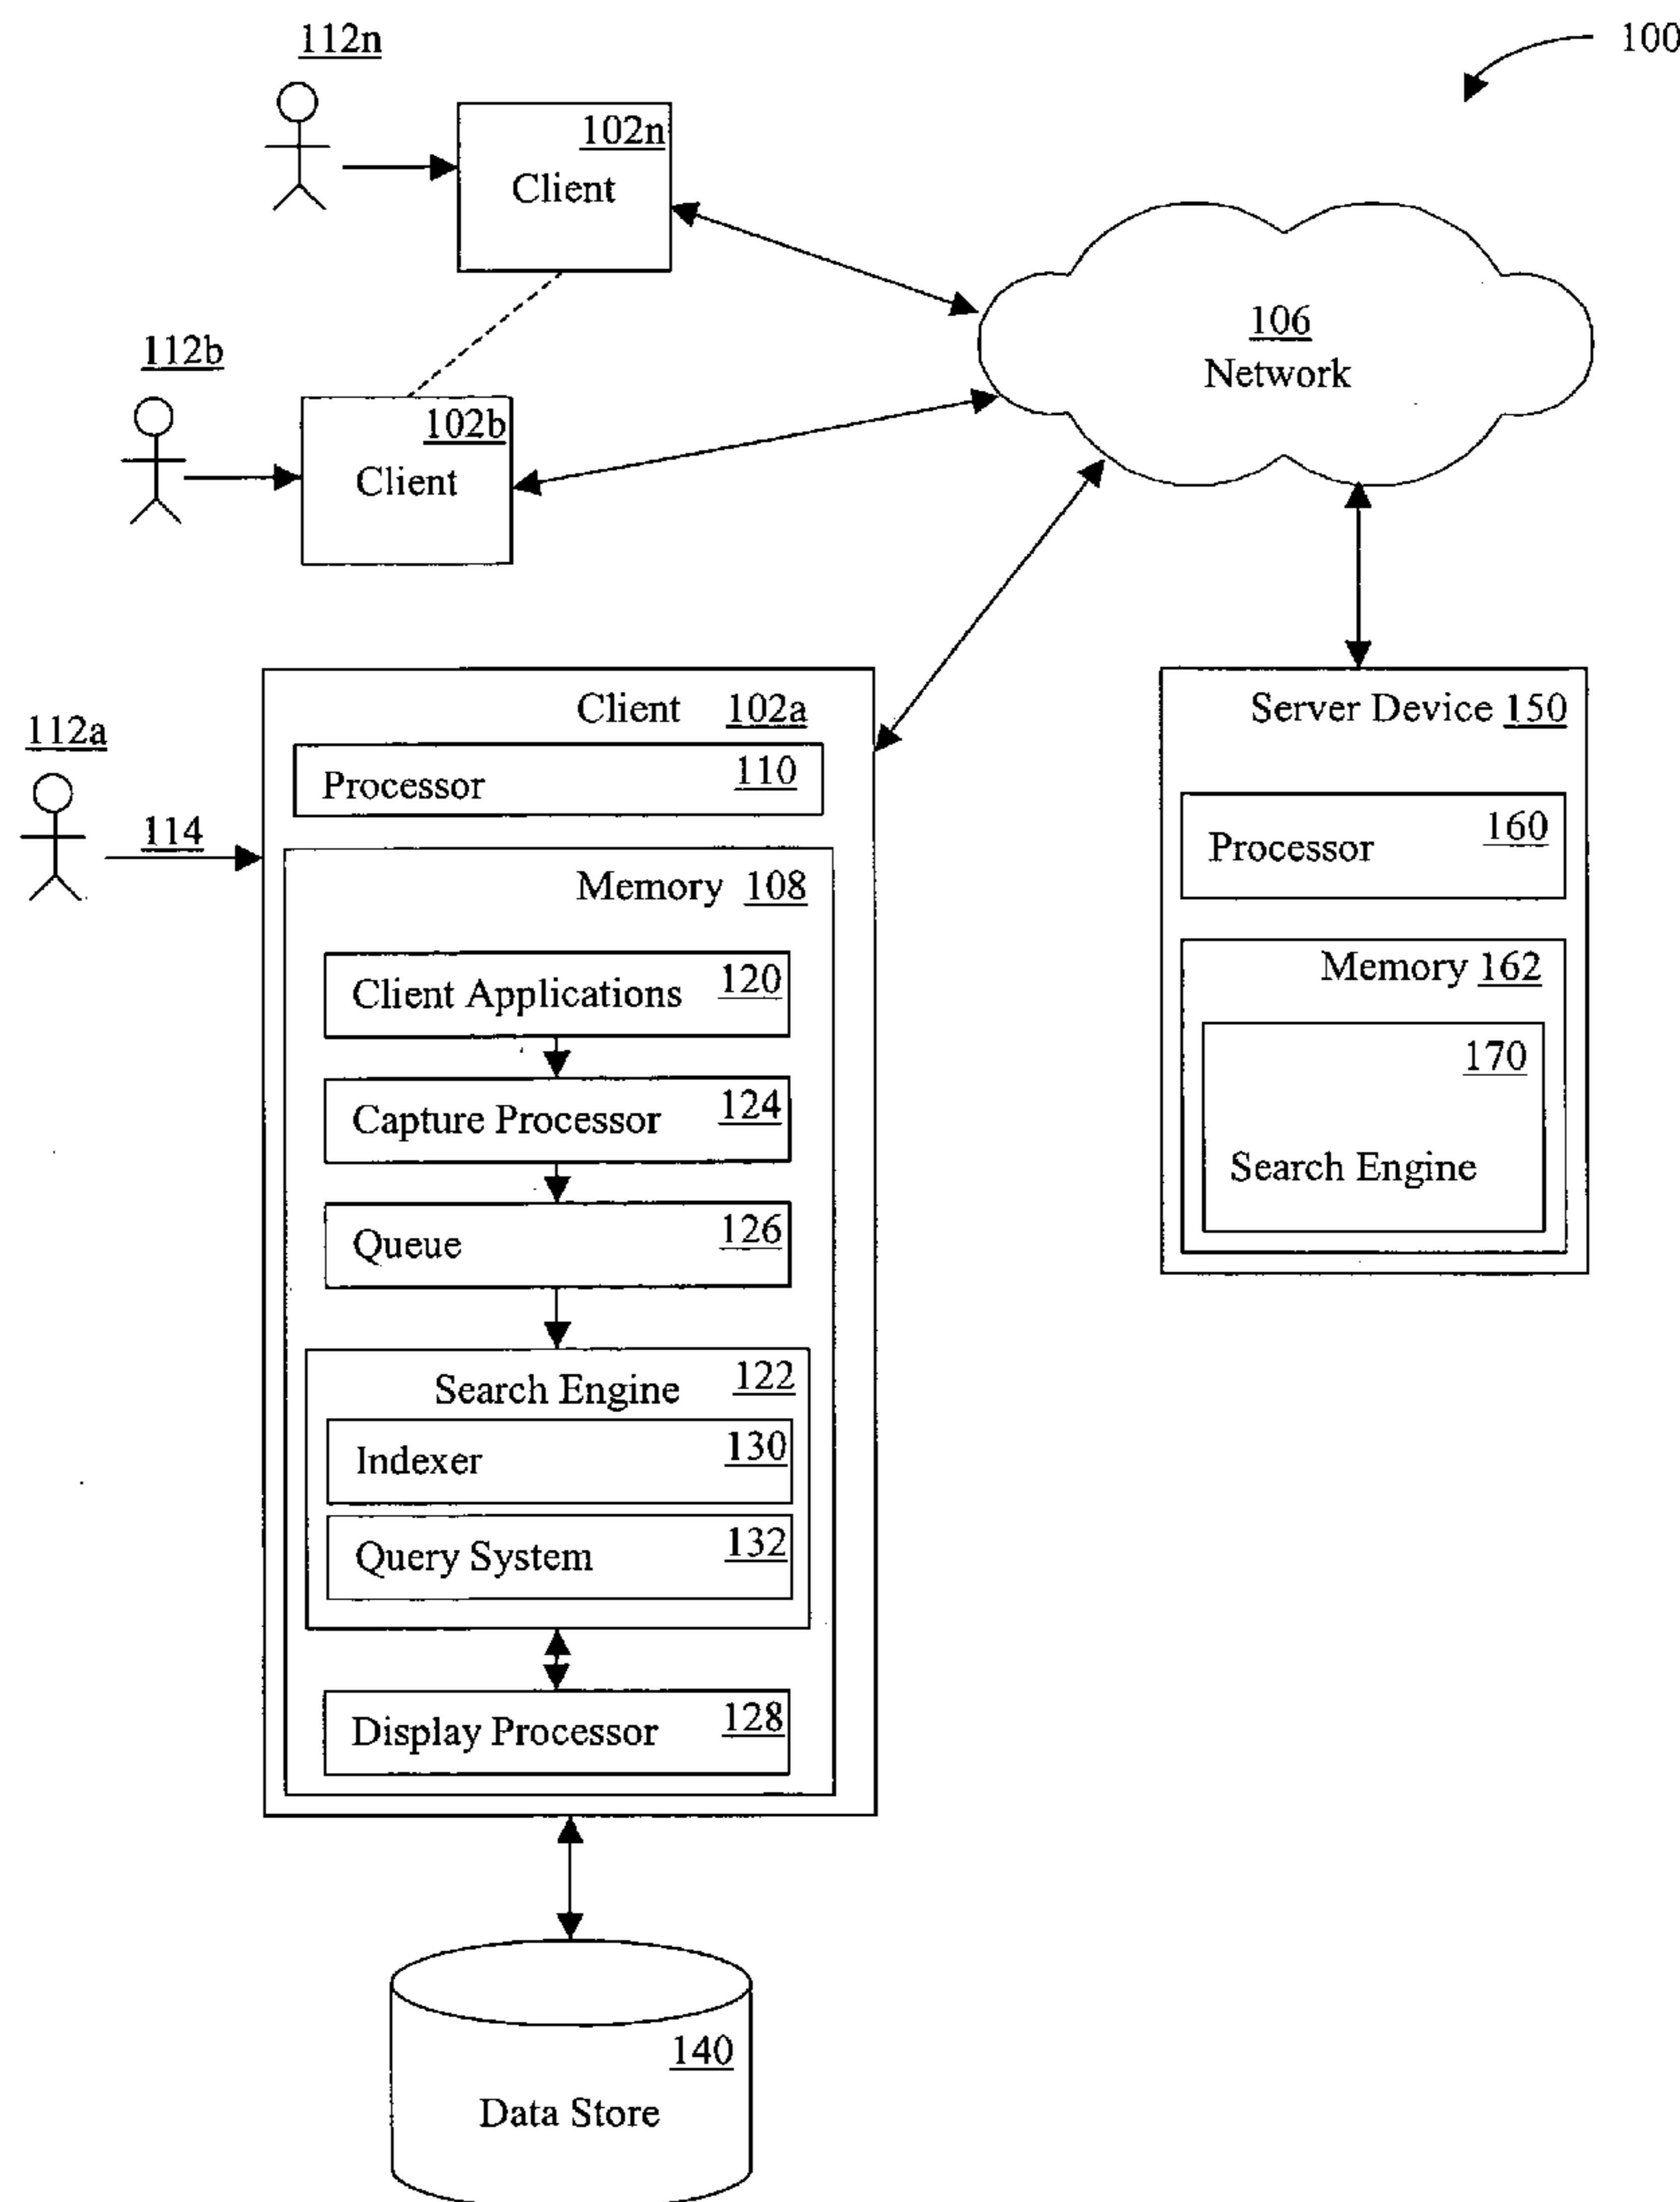 100
112n
102n
Client
106
Network
112b
102b
Client
Client 102a
Processor 110
112a
114
Memory 108
Client Applications 120
Capture Processor 124
Queue 126
Search Engine 122
Indexer 130
Query System 132
Display Processor 128
Server Device 150
Processor 160
Memory 162
170
Search Engine
140
Data Store